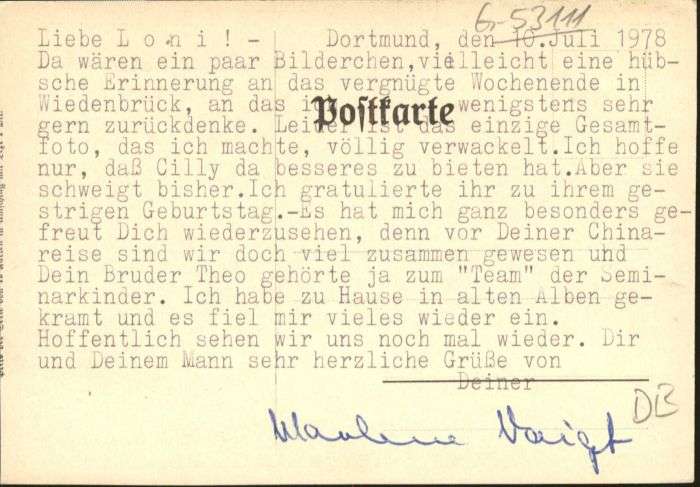 G-53111
Liebe L o n i ! - Dortmund, den 10.Juli 1978
Da wären ein paar Bilderchen,vielleicht eine hüb-
sche Erinnerung an das vergnügte Wochenende in
Wiedenbrück, an das ich wenigstens sehr
Postkarte
gern zurückdenke. Leider ist das einzige Gesamt-
foto, das ich machte, völlig verwackelt.Ich hoffe
nur, daß Cilly da besseres zu bieten hat.Aber sie
schweigt bisher.Ich gratulierte ihr zu ihrem ge-
strigen Geburtstag.-Es hat mich ganz besonders ge-
freut Dich wiederzusehen, denn vor Deiner China-
reise sind wir doch viel zusammen gewesen und
Dein Bruder Theo gehörte ja zum "Team" der Semi-
narkinder. Ich habe zu Hause in alten Alben ge-
kramt und es fiel mir vieles wieder ein.
Hoffentlich sehen wir uns noch mal wieder. Dir
und Deinem Mann sehr herzliche Grüße von
Deiner
DB
Marlene Voigt